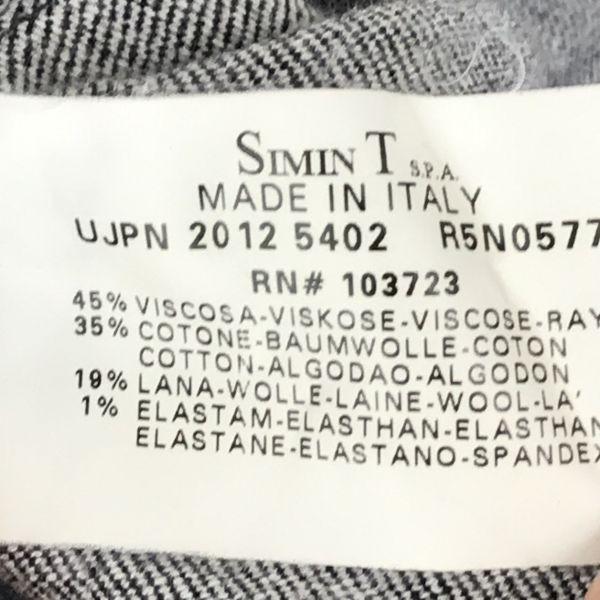 SIMIN T S.P.A.
MADE IN ITALY
UJPN 2012 5402 R5N0577
RN# 103723
45% VISCOSA-VISKOSE-VISCOSE-RAY
35% COTONE-BAUMWOLLE-COTON
COTTON-ALGODAO-ALGODON
19% LANA-WOLLE-LAINE-WOOL-LA'
1% ELASTAM-ELASTHAN-ELASTHAN
ELASTANE-ELASTANO-SPANDEX